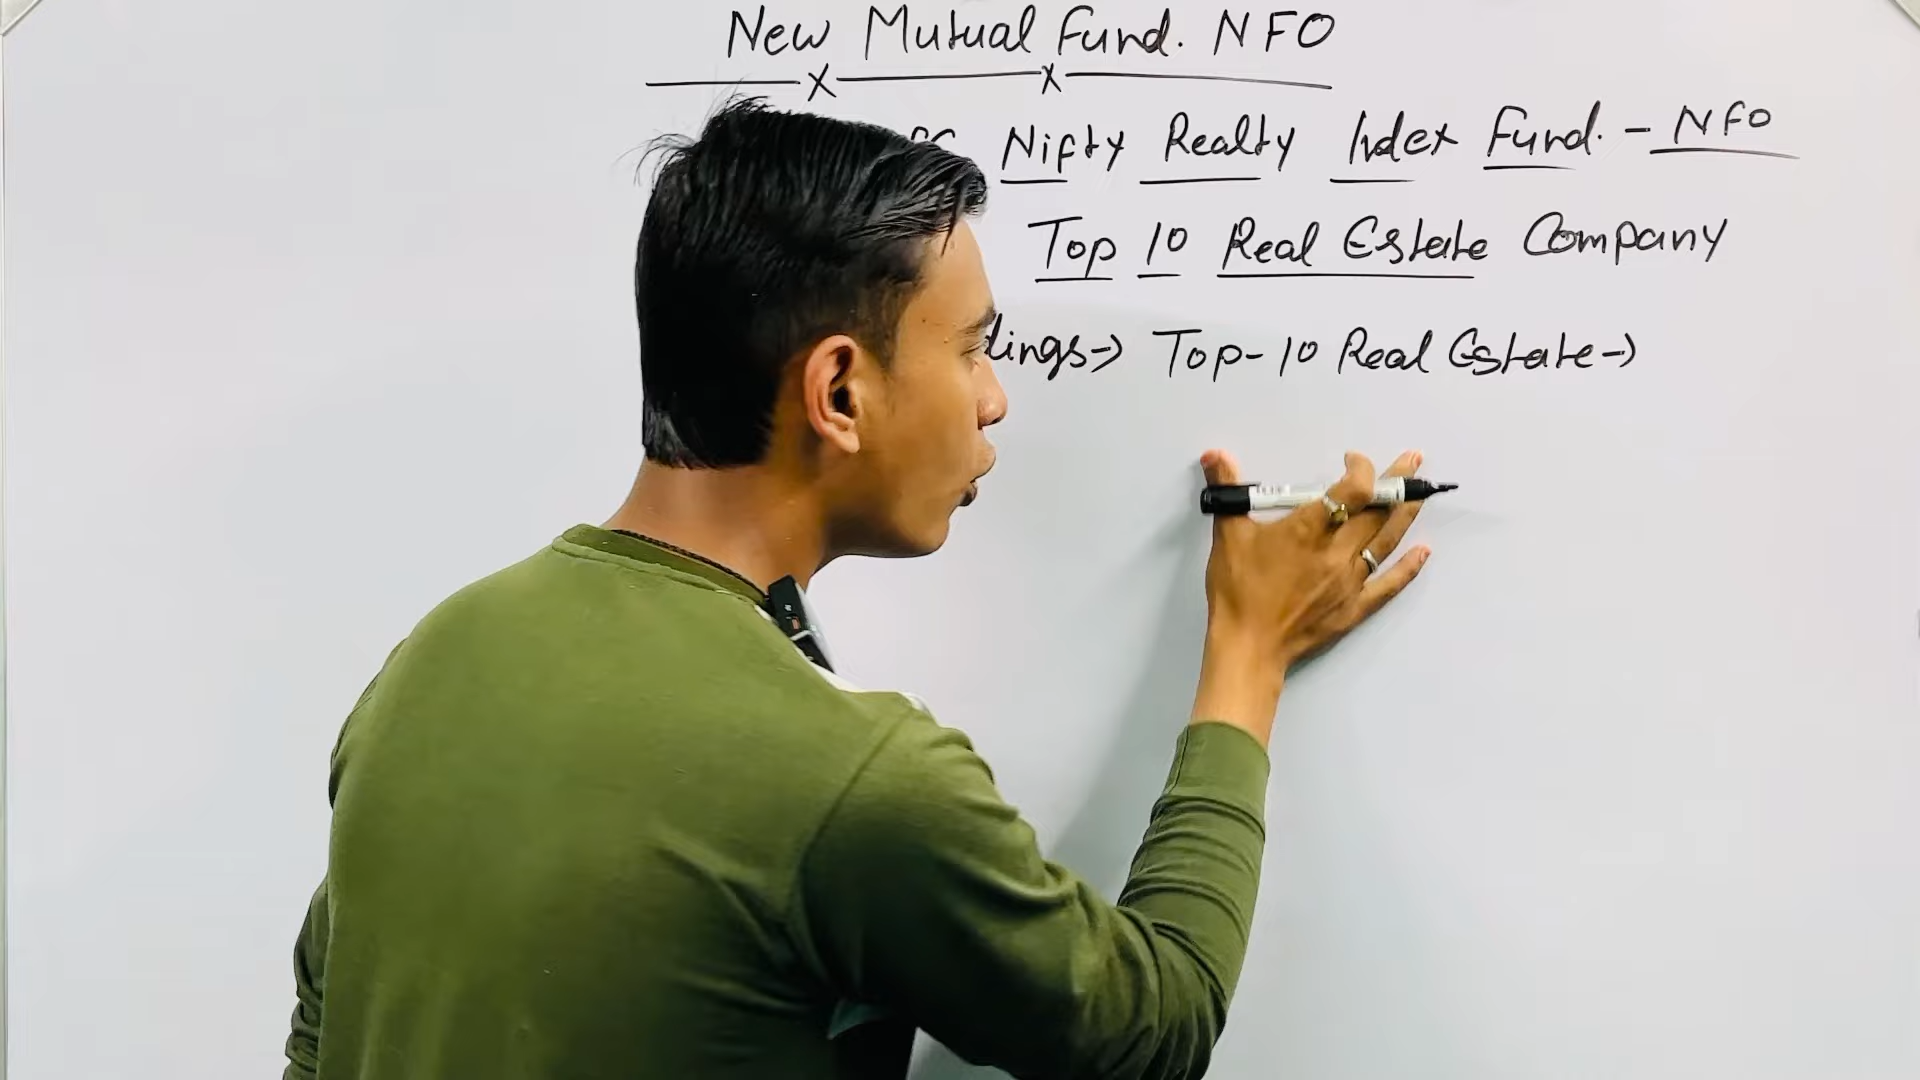 New Mutual Fund. NFO
Nifty Realty Index Fund. - NFO
Top 10 Real Estate Company
dings→ Top-10 Real Estate→